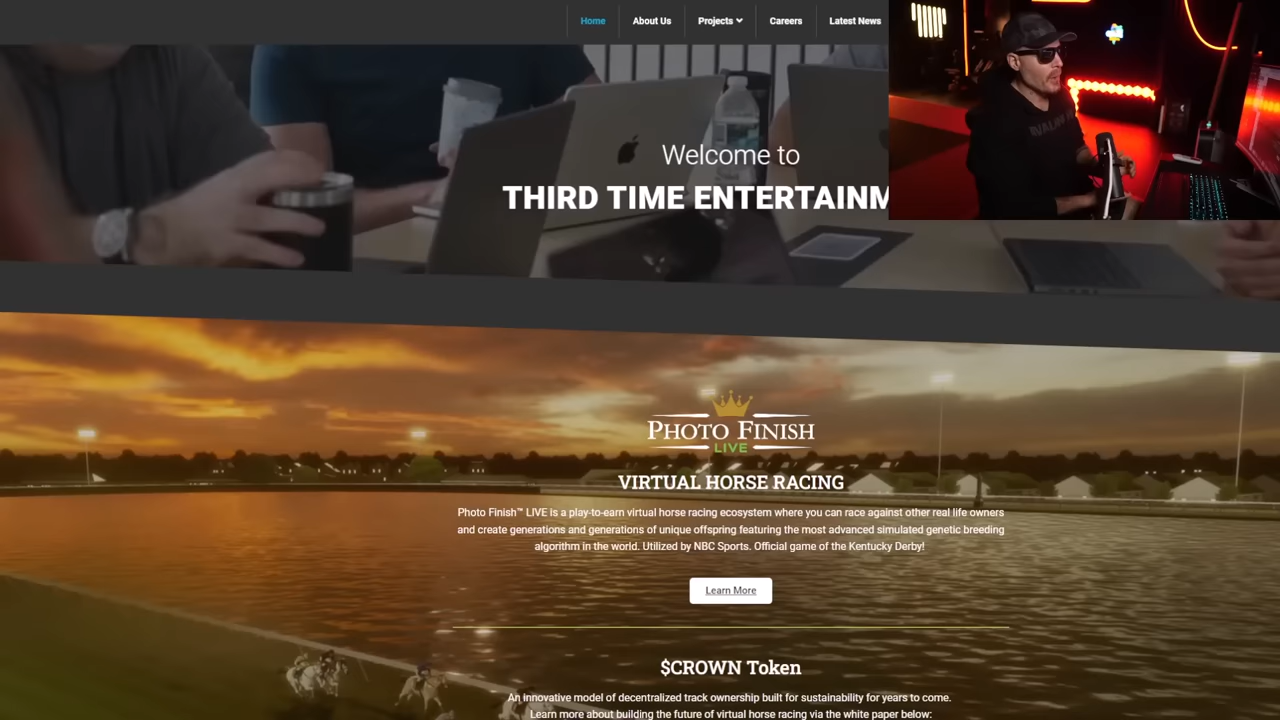 Home
About Us
Projects
Careers
Latest News
Welcome to
THIRD TIME ENTERTAINM
PHOTO FINISH
LIVE
VIRTUAL HORSE RACING
Photo Finish™ LIVE is a play-to-earn virtual horse racing ecosystem where you can race against other real life owners
and create generations and generations of unique offspring featuring the most advanced simulated genetic breeding
algorithm in the world. Utilized by NBC Sports. Official game of the Kentucky Derby!
Learn More
$CROWN Token
An innovative model of decentralized track ownership built for sustainability for years to come.
Learn more about building the future of virtual horse racing via the white paper below: